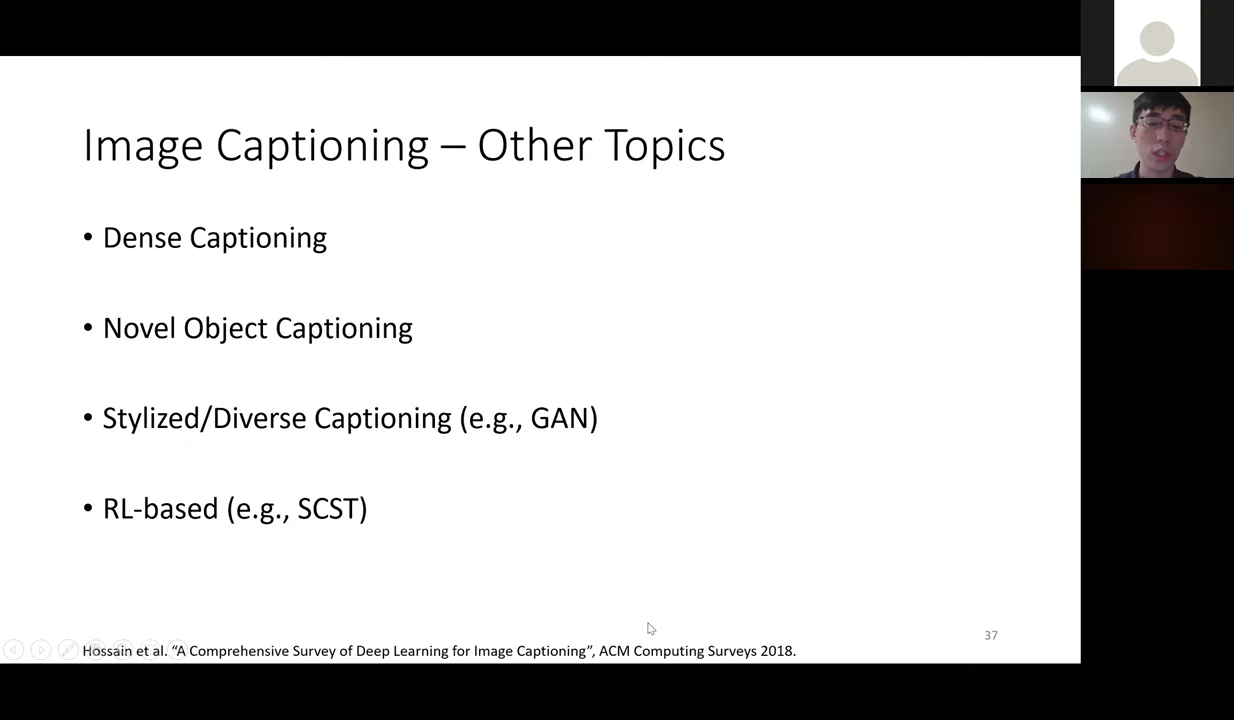 Image Captioning – Other Topics
• Dense Captioning
• Novel Object Captioning
• Stylized/Diverse Captioning (e.g., GAN)
• RL-based (e.g., SCST)
37
Hossain et al. “A Comprehensive Survey of Deep Learning for Image Captioning”, ACM Computing Surveys 2018.